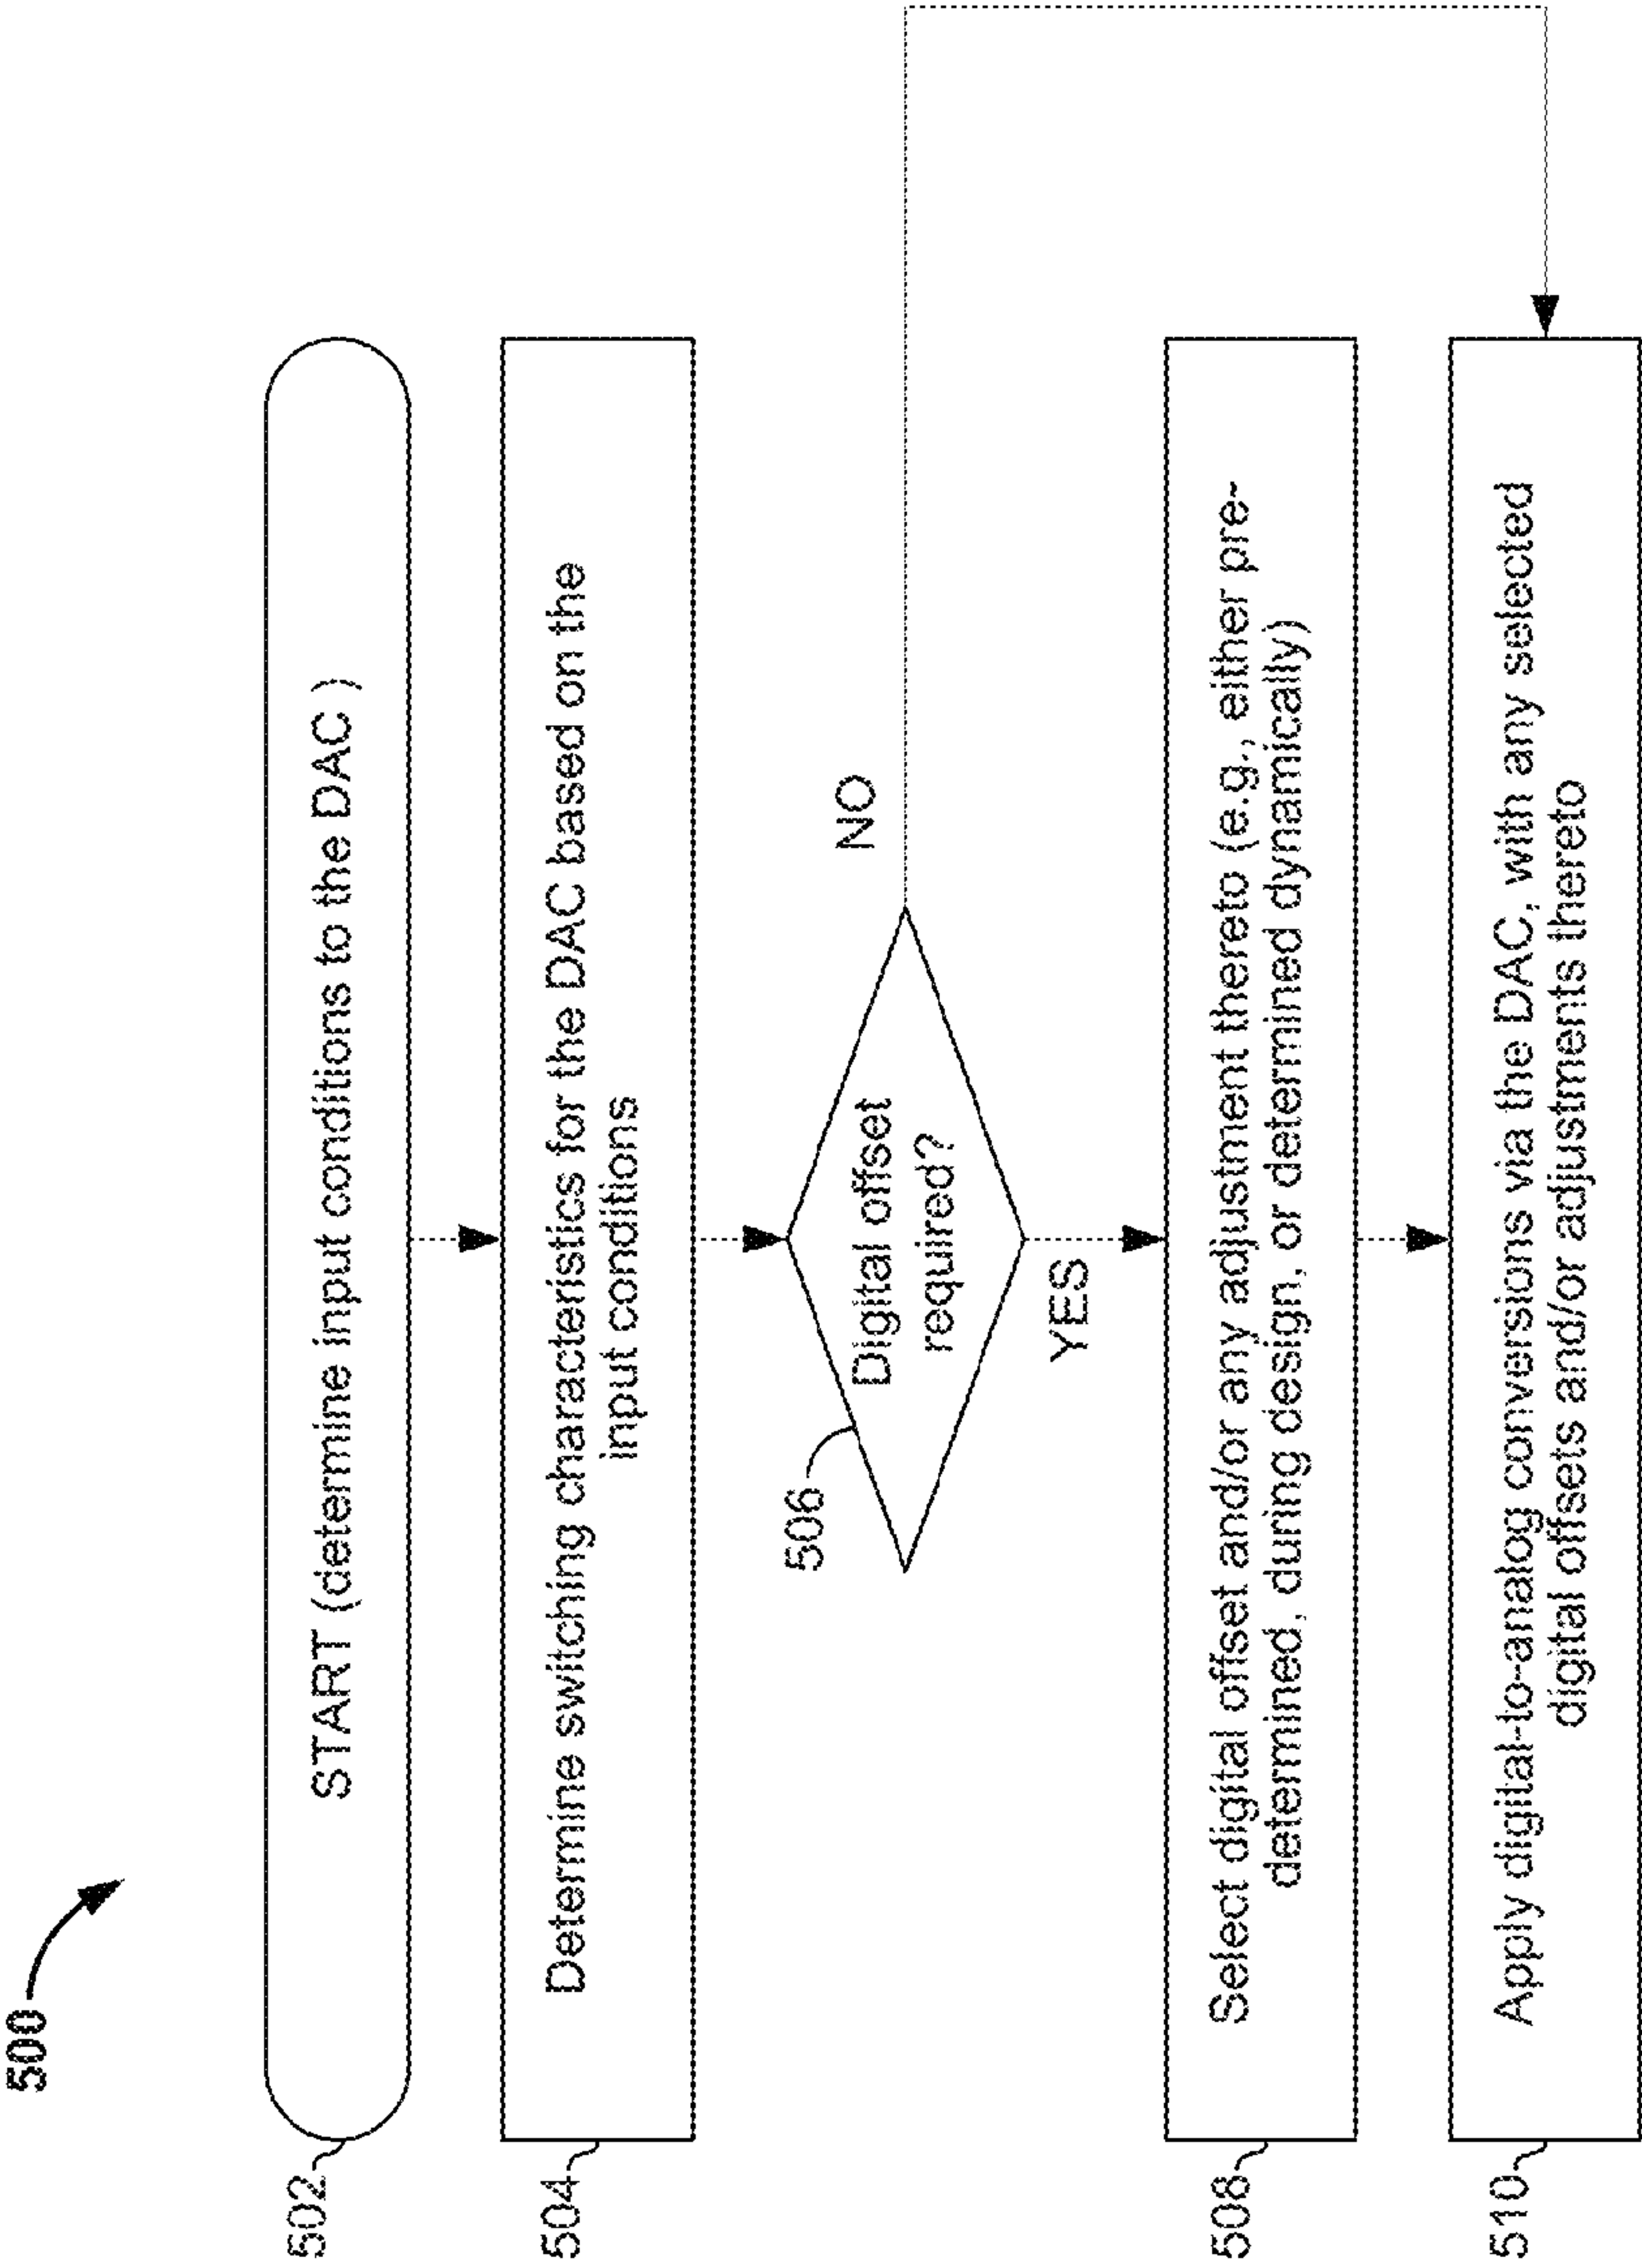 500
502
START (determine input conditions to the DAC )
504
Determine switching characteristics for the DAC based on the
input conditions
506
Digital offset
required?
NO
YES
508
Select digital offset and/or any adjustment thereto (e.g., either pre-
determined, during design, or determined dynamically)
510
Apply digital-to-analog conversions via the DAC, with any selected
digital offsets and/or adjustments thereto